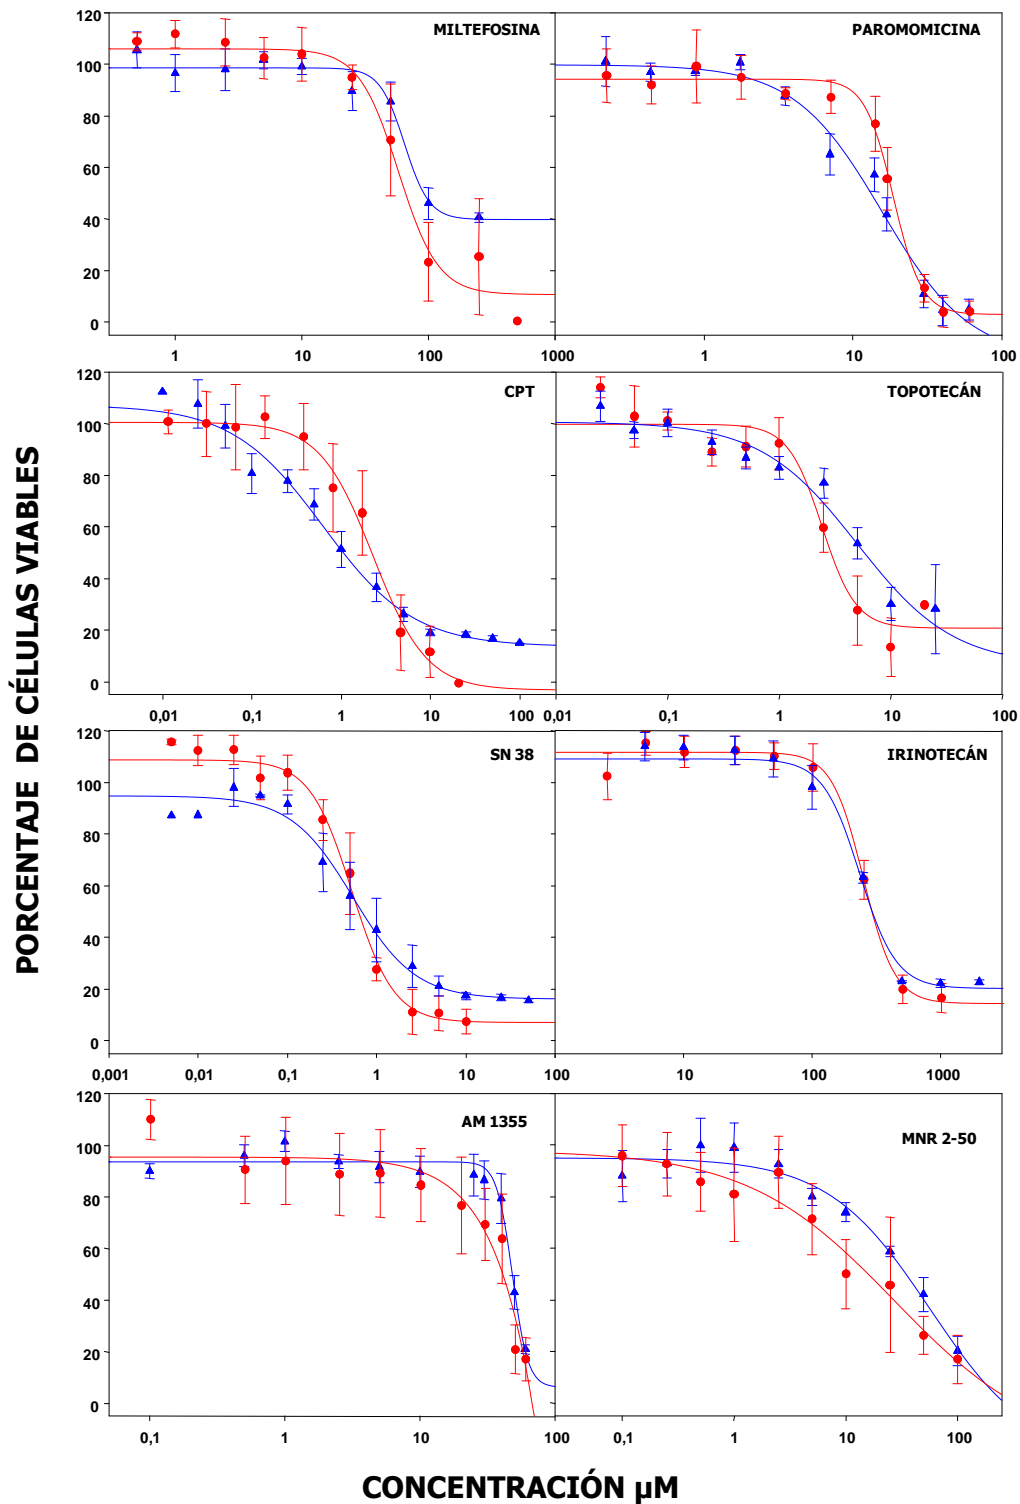 PORCENTAJE DE CÉLULAS VIABLES
MILTEFOSINA
120
100
80
60
40
20
0
1 10 100 1000
PAROMOMICINA
1 10 100
CPT
120
100
80
60
40
20
0
0,01 0,1 1 10 100
TOPOTECÁN
0,01 0,1 1 10 100
SN 38
120
100
80
60
40
20
0
0,001 0,01 0,1 1 10 100
IRINOTECÁN
10 100 1000
AM 1355
120
100
80
60
40
20
0
0,1 1 10 100
MNR 2-50
0,1 1 10 100
CONCENTRACIÓN µM